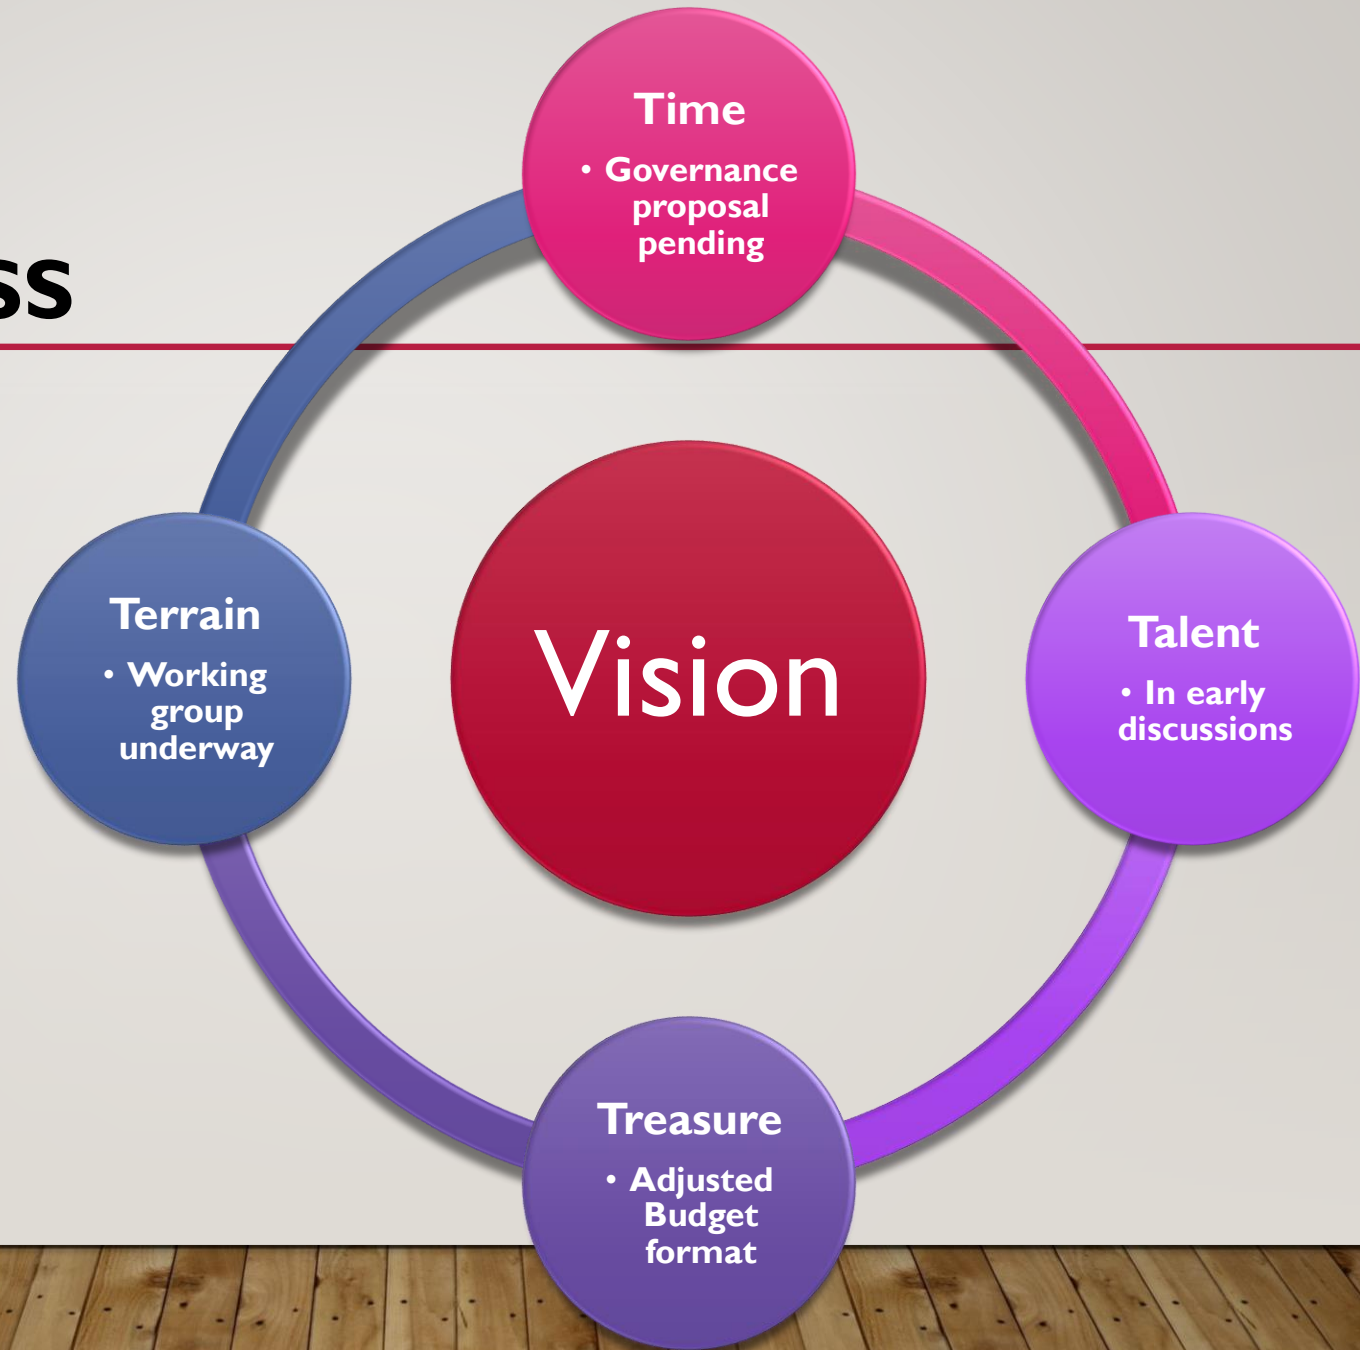 Time
• Governance
proposal
pending
ss
Terrain
• Working
group
underway
Vision
Talent
• In early
discussions
Treasure
• Adjusted
Budget
format